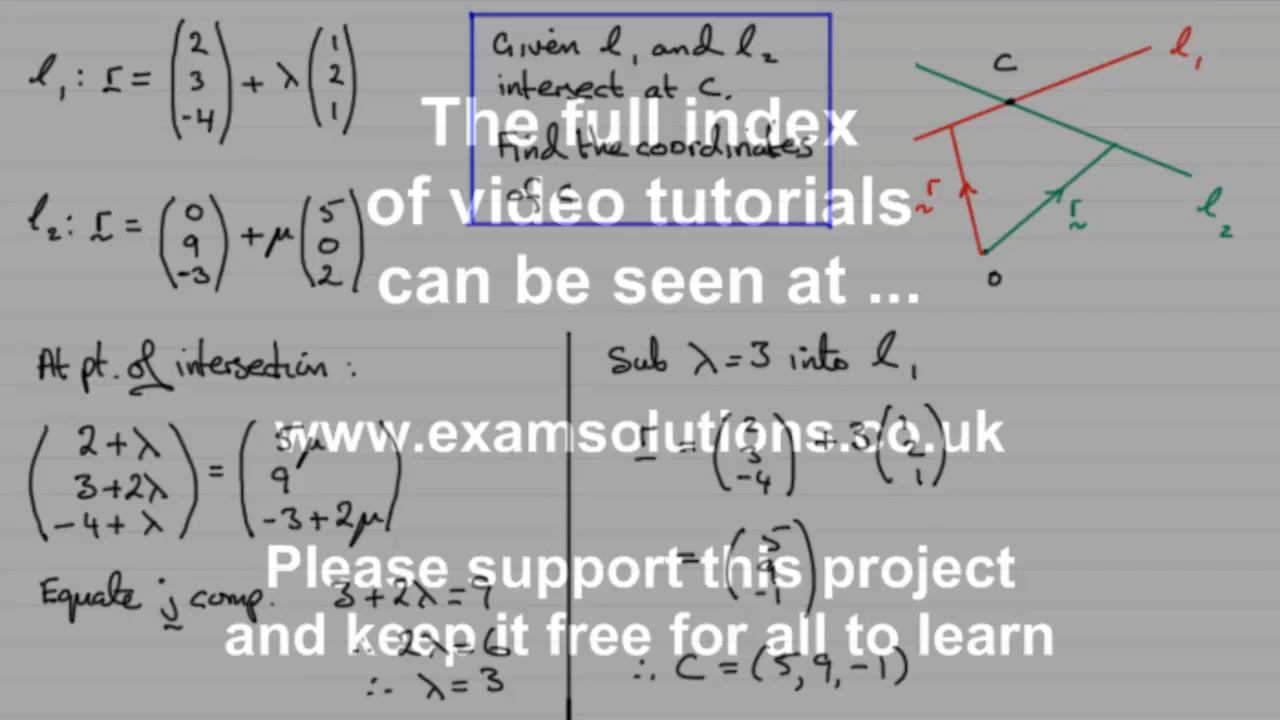 l₁: r = (2 3 -4) + λ (1 2 1)
Given l₁ and l₂
intersect at C.
Find the coordinates
of C
C
l₁
r
r
l₂
O
l₂: r = (0 9 -3) + μ (5 0 2)
The full index
of video tutorials
can be seen at ...
www.examsolutions.co.uk
Please support this project
and keep it free for all to learn
At pt. of intersection:
(2+λ 3+2λ -4+λ) = (5μ 9 -3+2μ)
Equate j comp. 3+2λ=9
∴ 2λ=6
∴ λ=3
Sub λ=3 into l₁
r = (2 3 -4) + 3 (1 2 1)
= (5 9 -1)
∴ C = (5, 9, -1)